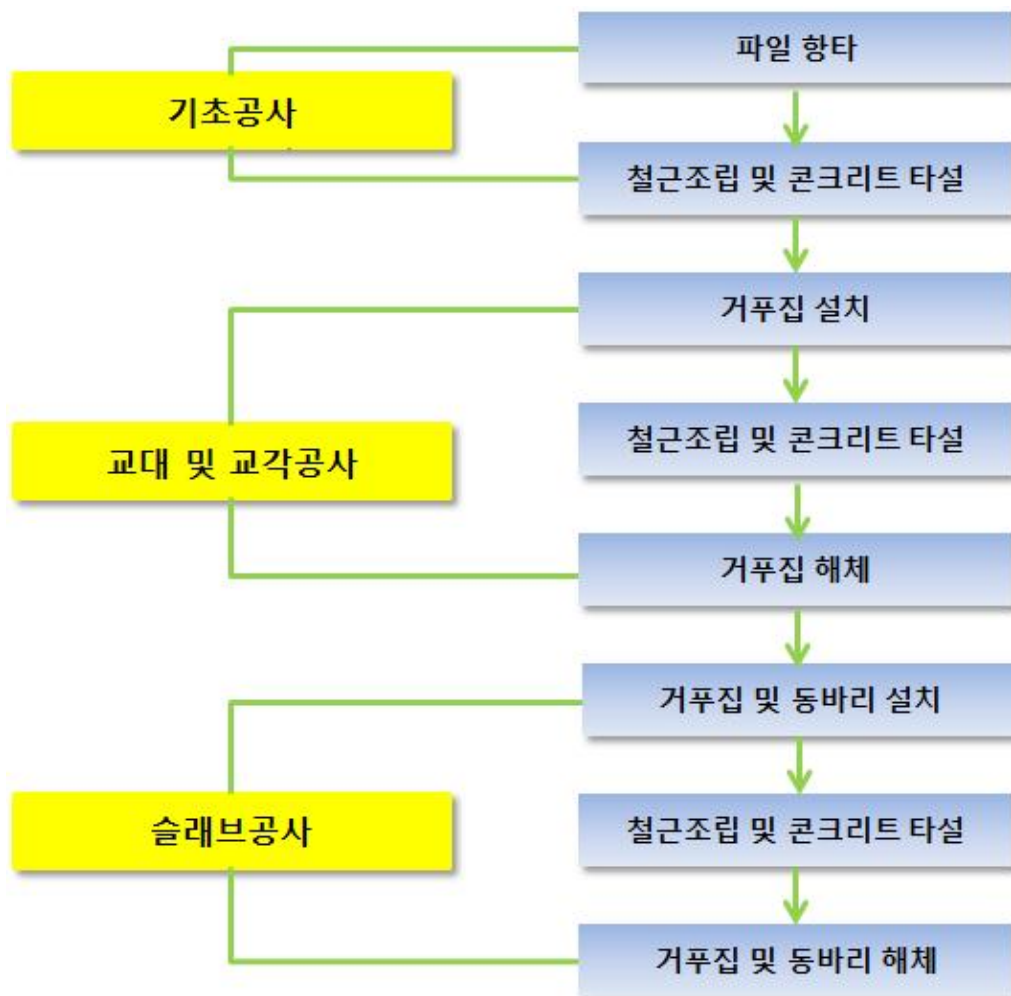 파일 항타
기초공사
철근조립 및 콘크리트 타설
거푸집 설치
교대 및 교각공사
철근조립 및 콘크리트 타설
거푸집 해체
거푸집 및 동바리 설치
슬래브공사
철근조립 및 콘크리트 타설
거푸집 및 동바리 해체